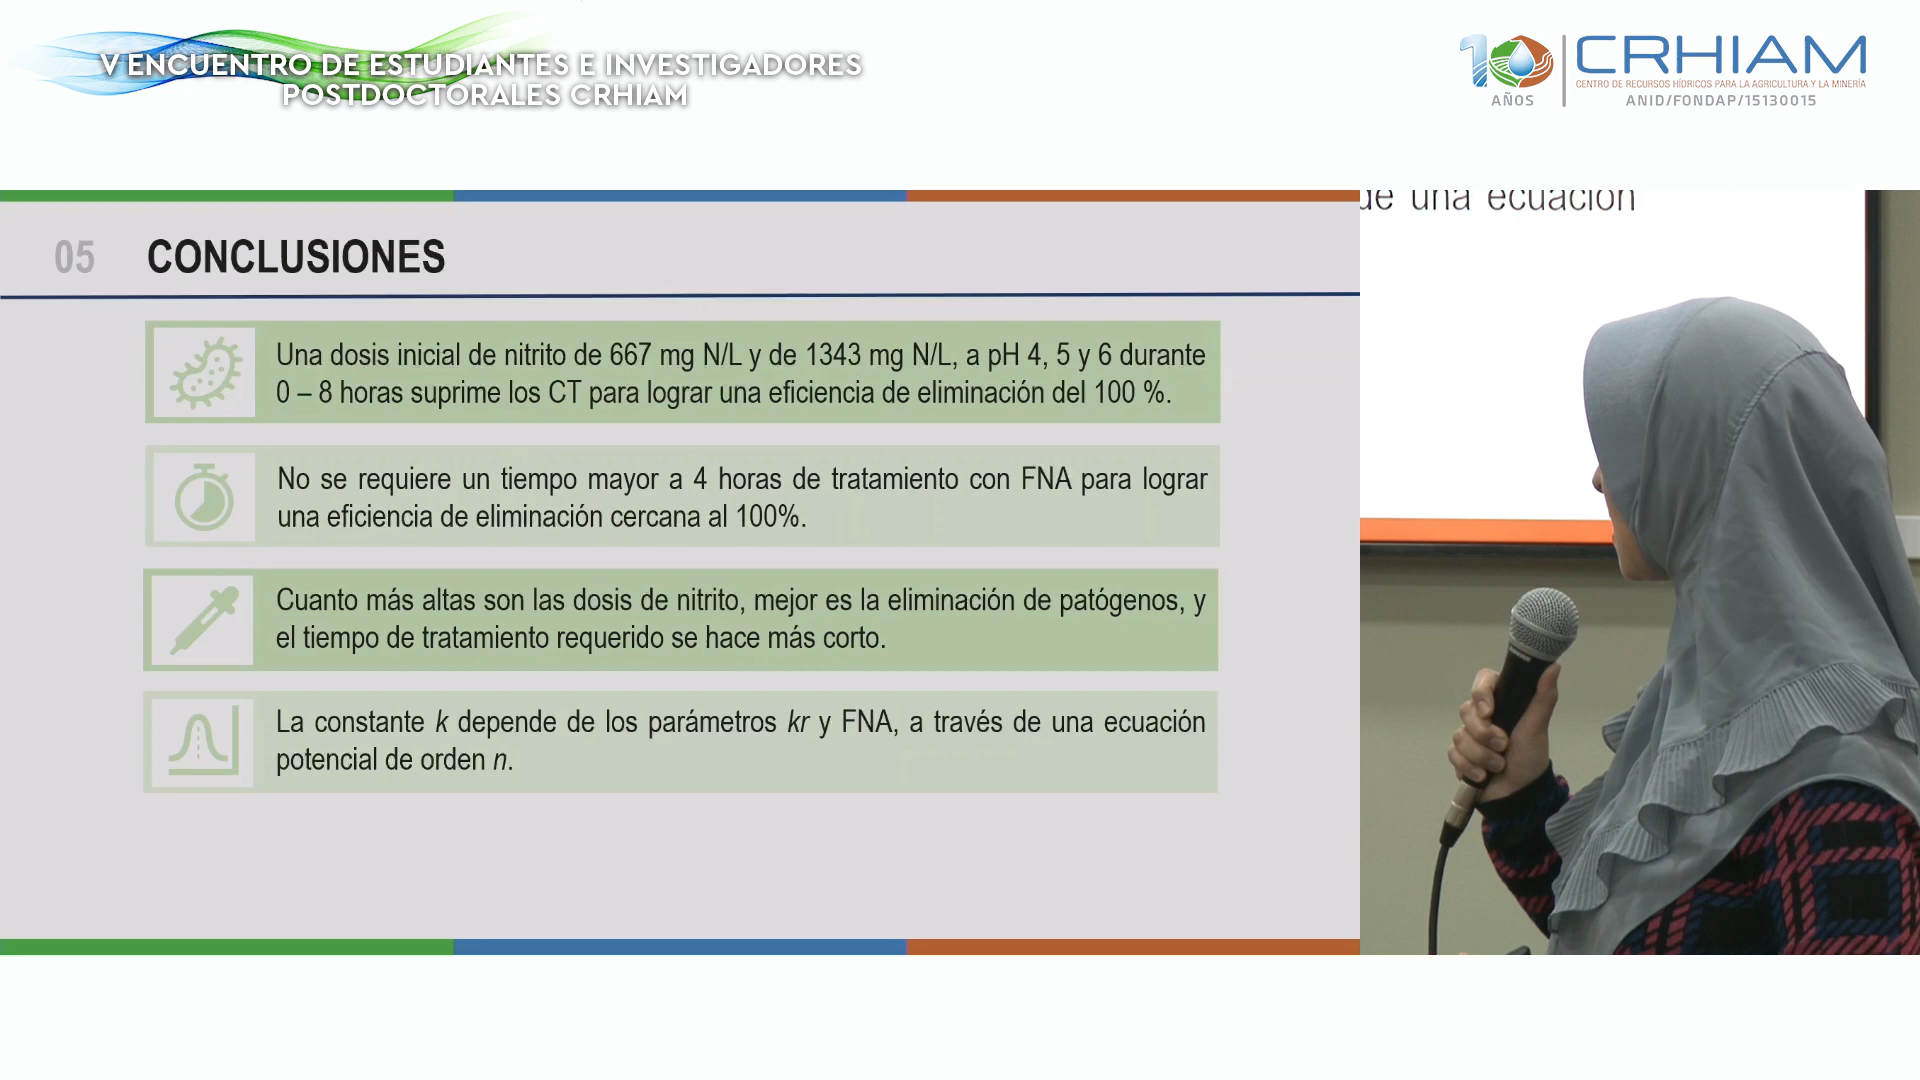 V ENCUENTRO DE ESTUDIANTES E INVESTIGADORES
POSTDOCTORALES CRHIAM
10
AÑOS
CRHIAM
CENTRO DE RECURSOS HÍDRICOS PARA LA AGRICULTURA Y LA MINERÍA
ANID/FONDAP/15130015
de una ecuación
05 CONCLUSIONES
Una dosis inicial de nitrito de 667 mg N/L y de 1343 mg N/L, a pH 4, 5 y 6 durante
0 – 8 horas suprime los CT para lograr una eficiencia de eliminación del 100 %.
No se requiere un tiempo mayor a 4 horas de tratamiento con FNA para lograr
una eficiencia de eliminación cercana al 100%.
Cuanto más altas son las dosis de nitrito, mejor es la eliminación de patógenos, y
el tiempo de tratamiento requerido se hace más corto.
La constante k depende de los parámetros kr y FNA, a través de una ecuación
potencial de orden n.